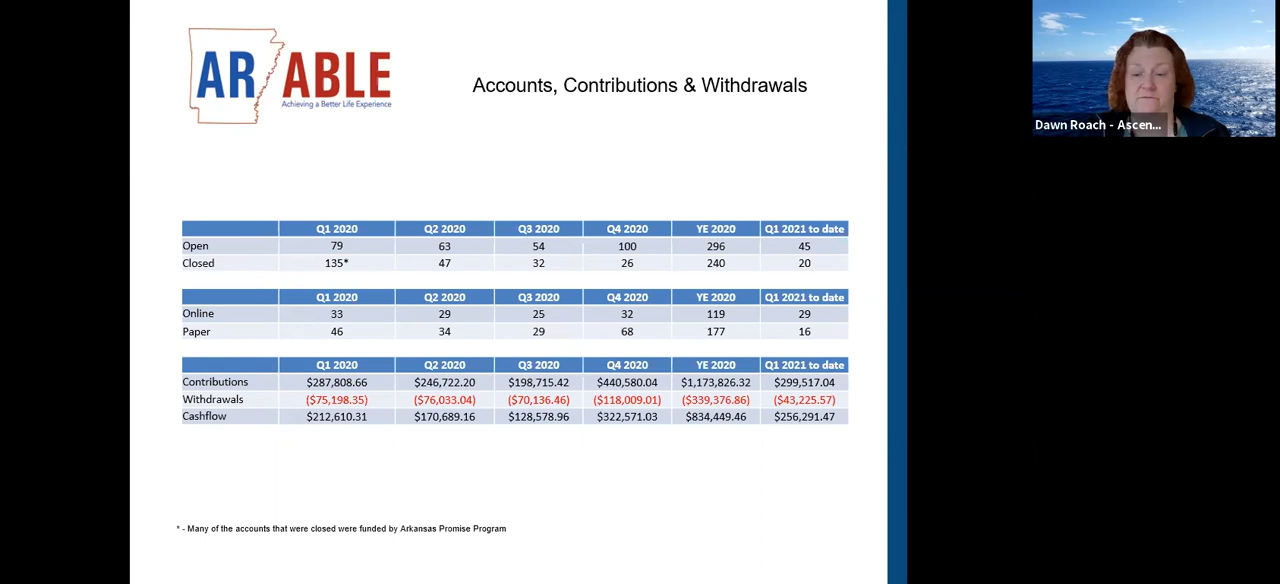 AR ABLE
Achieving a Better Life Experience
Accounts, Contributions & Withdrawals
Dawn Roach - Ascen...
Q1 2020 Q2 2020 Q3 2020 Q4 2020 YE 2020 Q1 2021 to date
Open 79 63 54 100 296 45
Closed 135* 47 32 26 240 20
Q1 2020 Q2 2020 Q3 2020 Q4 2020 YE 2020 Q1 2021 to date
Online 33 29 25 32 119 29
Paper 46 34 29 68 177 16
Q1 2020 Q2 2020 Q3 2020 Q4 2020 YE 2020 Q1 2021 to date
Contributions $287,808.66 $246,722.20 $198,715.42 $440,580.04 $1,173,826.32 $299,517.04
Withdrawals ($75,198.35) ($76,033.04) ($70,136.46) ($118,009.01) ($339,376.86) ($43,225.57)
Cashflow $212,610.31 $170,689.16 $128,578.96 $322,571.03 $834,449.46 $256,291.47
* - Many of the accounts that were closed were funded by Arkansas Promise Program